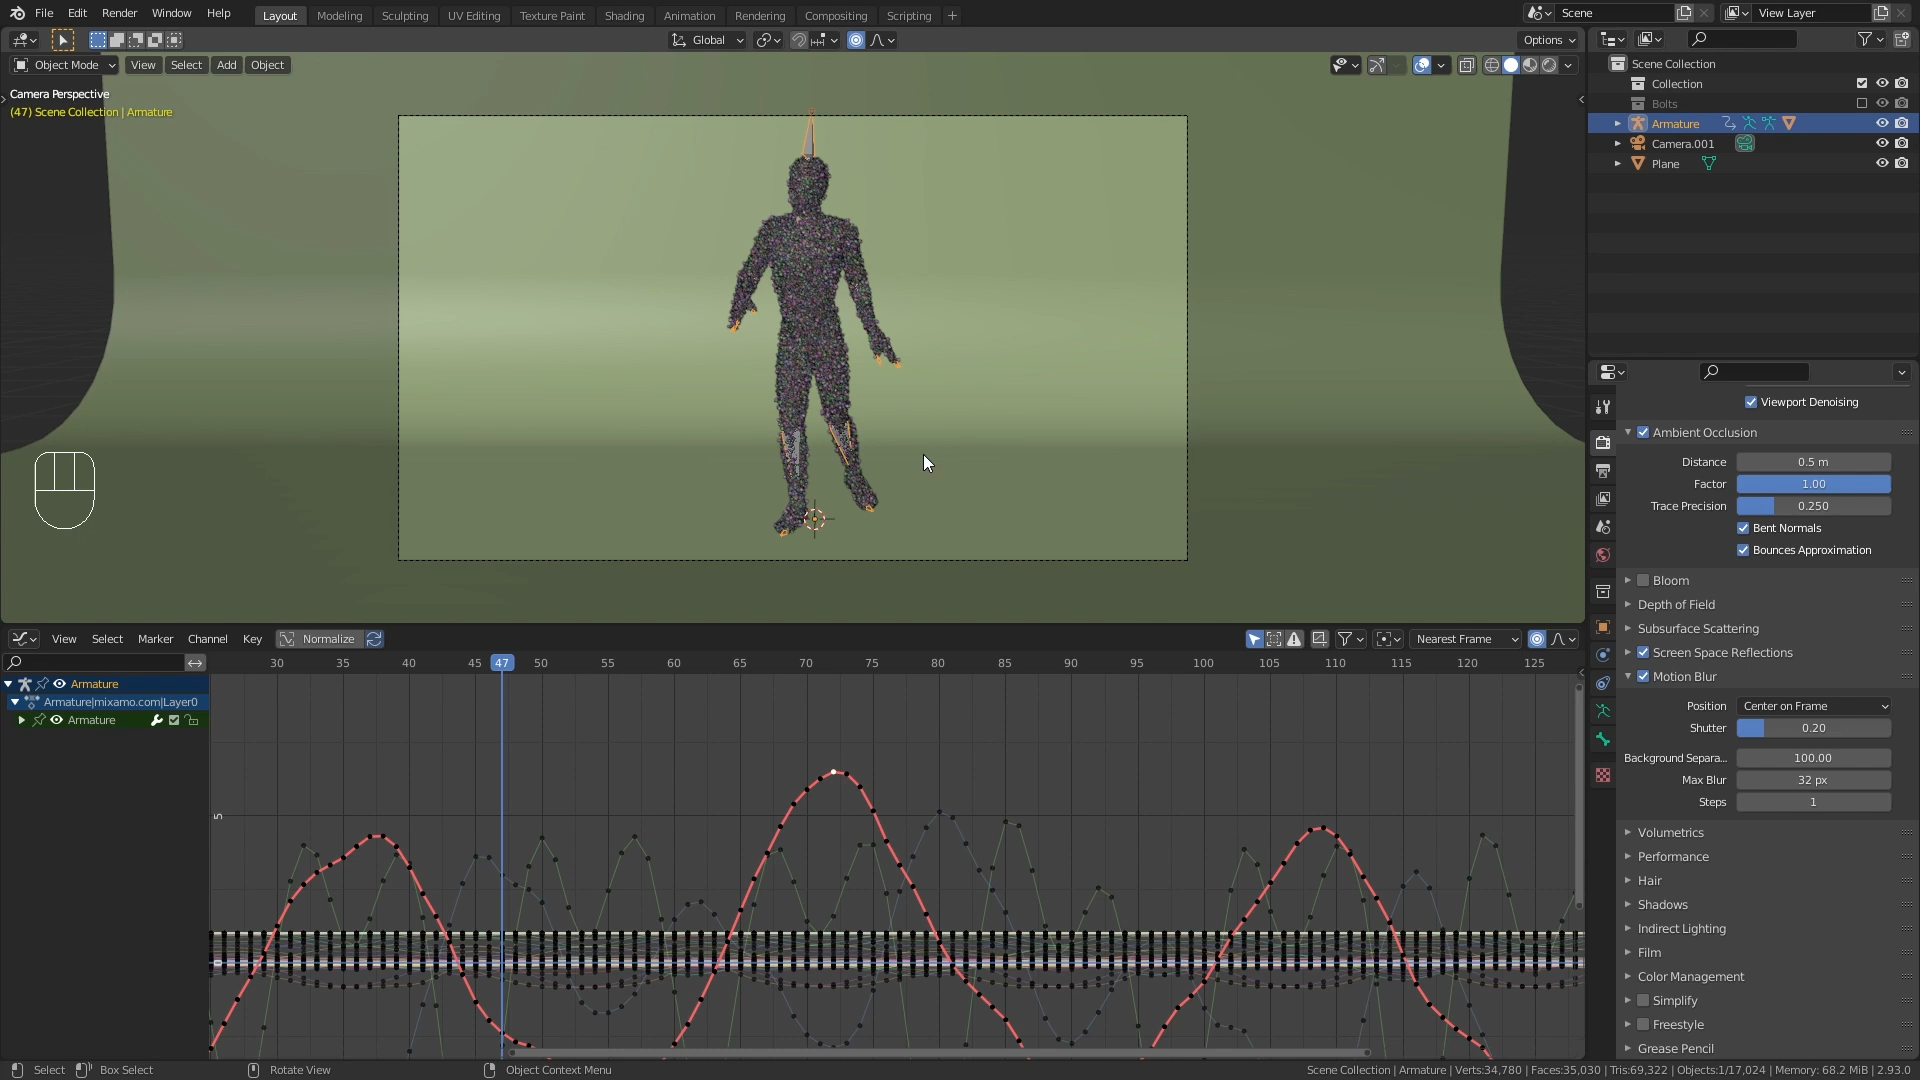 File Edit Render Window Help Layout Modeling Sculpting UV Editing Texture Paint Shading Animation Rendering Compositing Scripting + Scene View Layer
Global Options
Object Mode View Select Add Object
Camera Perspective
(47) Scene Collection | Armature
Scene Collection
Collection
Bolts
Armature
Camera.001
Plane
Viewport Denoising
Ambient Occlusion
Distance 0.5 m
Factor 1.00
Trace Precision 0.250
Bent Normals
Bounces Approximation
Bloom
Depth of Field
Subsurface Scattering
Screen Space Reflections
Motion Blur
Position Center on Frame
Shutter 0.20
Background Separa... 100.00
Max Blur 32 px
Steps 1
Volumetrics
Performance
Hair
Shadows
Indirect Lighting
Film
Color Management
Simplify
Freestyle
Grease Pencil
View Select Marker Channel Key Normalize Nearest Frame
30 35 40 45 47 50 55 60 65 70 75 80 85 90 95 100 105 110 115 120 125
Armature
Armature|mixamo.com|Layer0
Armature
5
0
Select Box Select Rotate View Object Context Menu Scene Collection | Armature | Verts:34,780 | Faces:35,030 | Tris:69,322 | Objects:1/17,024 | Memory: 68.2 MiB | 2.93.0